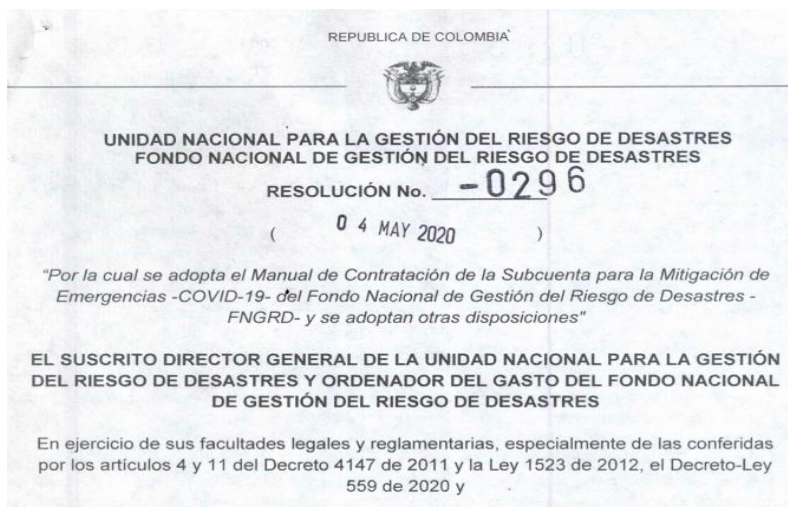 REPUBLICA DE COLOMBIA
UNIDAD NACIONAL PARA LA GESTIÓN DEL RIESGO DE DESASTRES
FONDO NACIONAL DE GESTIÓN DEL RIESGO DE DESASTRES
RESOLUCIÓN No. -0296
( 04 MAY 2020 )
"Por la cual se adopta el Manual de Contratación de la Subcuenta para la Mitigación de
Emergencias -COVID-19- del Fondo Nacional de Gestión del Riesgo de Desastres -
FNGRD- y se adoptan otras disposiciones"
EL SUSCRITO DIRECTOR GENERAL DE LA UNIDAD NACIONAL PARA LA GESTIÓN
DEL RIESGO DE DESASTRES Y ORDENADOR DEL GASTO DEL FONDO NACIONAL
DE GESTIÓN DEL RIESGO DE DESASTRES
En ejercicio de sus facultades legales y reglamentarias, especialmente de las conferidas
por los artículos 4 y 11 del Decreto 4147 de 2011 y la Ley 1523 de 2012, el Decreto-Ley
559 de 2020 y